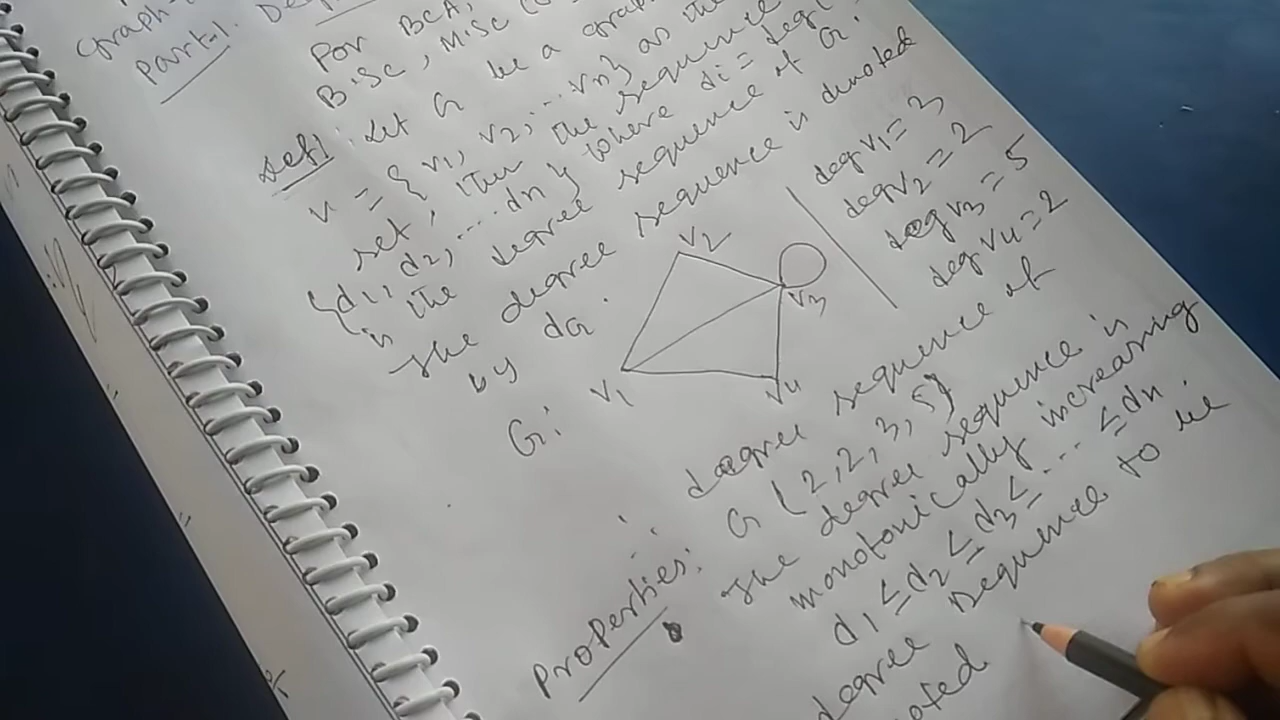 Graph-
Part-1. De
For BCA,
B.Sc, M.Sc (
Def: Let G be a graph
V = { V1, V2, ... Vn} as the
set, then the sequence
{d1, d2, ... dn} where di = deg(
is the degree sequence of G.
The degree sequence is denoted
by dG.
G:
V1
V2
V3
V4
deg V1 = 3
deg V2 = 2
deg V3 = 5
deg V4 = 2
∴ degree sequence of
G {2, 2, 3, 5}
Properties: The degree sequence is
monotonically increasing
d1 ≤ d2 ≤ d3 ≤ ... ≤ dn.
degree sequence to be
noted